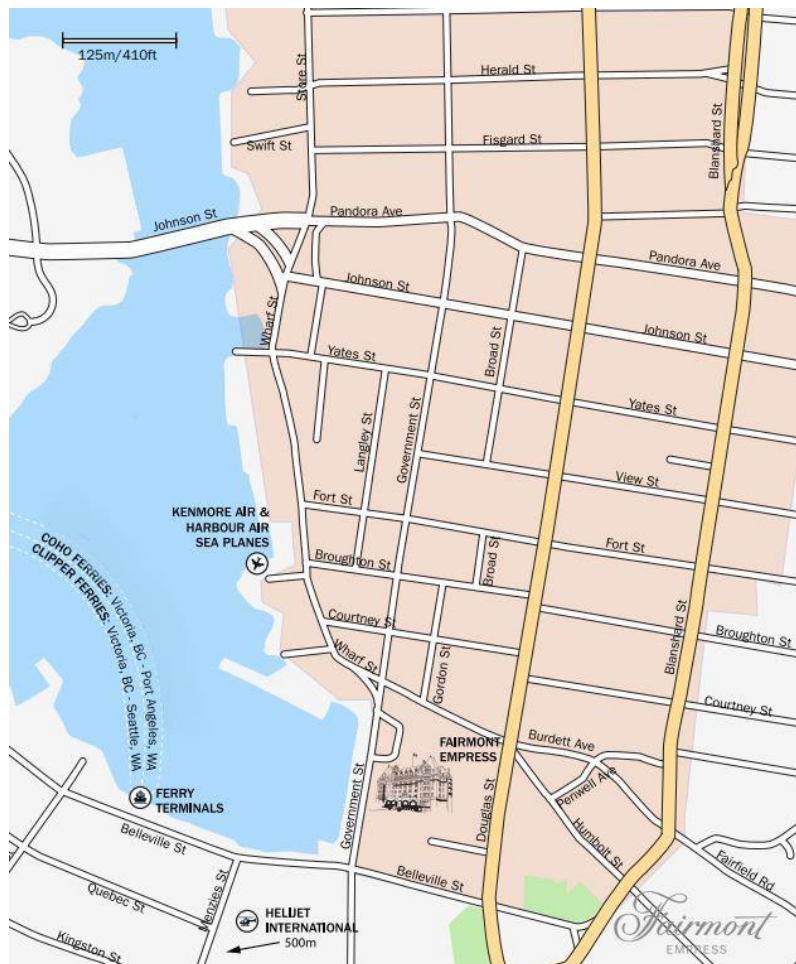 125m/410ft
Store St
Herald St
Swift St
Fisgard St
Blanshard St
Johnson St
Pandora Ave
Pandora Ave
Johnson St
Wharf St
Johnson St
Broad St
Yates St
Yates St
Langley St
Government St
View St
KENMORE AIR &
HARBOUR AIR
SEA PLANES
Fort St
Fort St
Broad St
Broughton St
COHO FERRIES: Victoria, BC - Port Angeles, WA
CLIPPER FERRIES: Victoria, BC - Seattle, WA
Courtney St
Broughton St
Blanshard St
Wharf St
Gordon St
Courtney St
FAIRMONT
EMPRESS
Burdett Ave
Penwell Ave
FERRY
TERMINALS
Government St
Douglas St
Humbolt St
Belleville St
Belleville St
Fairfield Rd
Quebec St
Menzies St
HELIJET
INTERNATIONAL
500m
Kingston St
Fairmont
EMPRESS